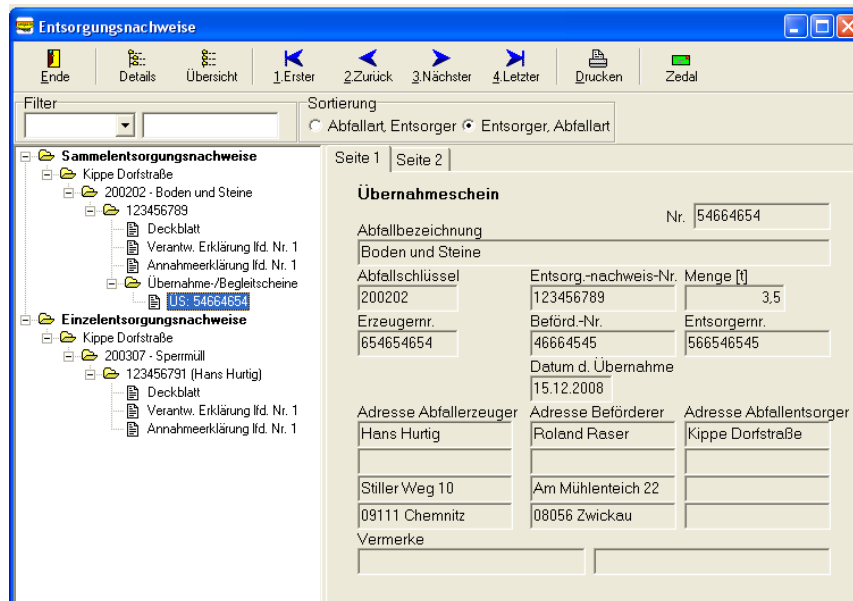 Entsorgungsnachweise
Ende Details Übersicht 1.Erster 2.Zurück 3.Nächster 4.Letzter Drucken Zedal
Filter
Sortierung
Abfallart, Entsorger Entsorger, Abfallart
Sammelentsorgungsnachweise
Kippe Dorfstraße
200202 - Boden und Steine
123456789
Deckblatt
Verantw. Erklärung lfd. Nr. 1
Annahmeerklärung lfd. Nr. 1
Übernahme-/Begleitscheine
ÜS: 54664654
Einzelentsorgungsnachweise
Kippe Dorfstraße
200307 - Sperrmüll
123456791 (Hans Hurtig)
Deckblatt
Verantw. Erklärung lfd. Nr. 1
Annahmeerklärung lfd. Nr. 1
Seite 1 Seite 2
Übernahmeschein
Nr. 54664654
Abfallbezeichnung
Boden und Steine
Abfallschlüssel Entsorg.-nachweis-Nr. Menge [t]
200202 123456789 3,5
Erzeugernr. Beförd.-Nr. Entsorgernr.
654654654 46664545 566546545
Datum d. Übernahme
15.12.2008
Adresse Abfallerzeuger Adresse Beförderer Adresse Abfallentsorger
Hans Hurtig Roland Raser Kippe Dorfstraße
Stiller Weg 10 Am Mühlenteich 22
09111 Chemnitz 08056 Zwickau
Vermerke